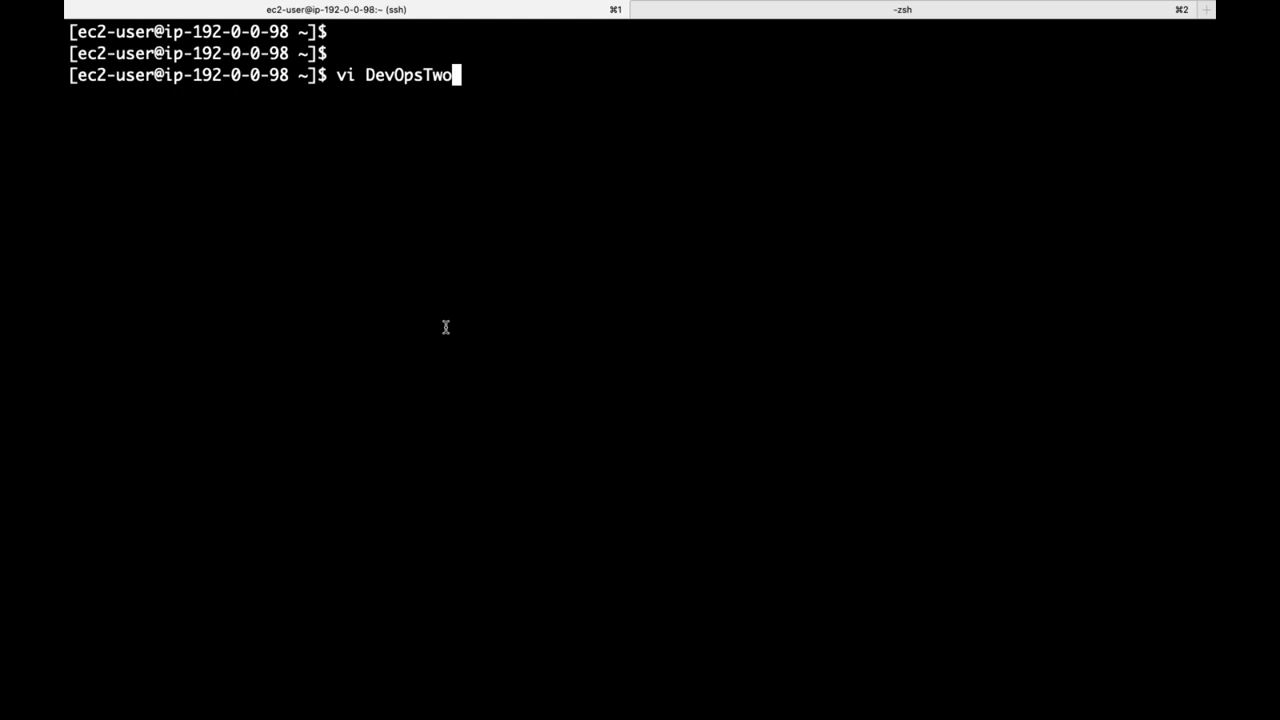 ec2-user@ip-192-0-0-98:~ (ssh) ⌘1 -zsh ⌘2 +
[ec2-user@ip-192-0-0-98 ~]$
[ec2-user@ip-192-0-0-98 ~]$
[ec2-user@ip-192-0-0-98 ~]$ vi DevOpsTwo